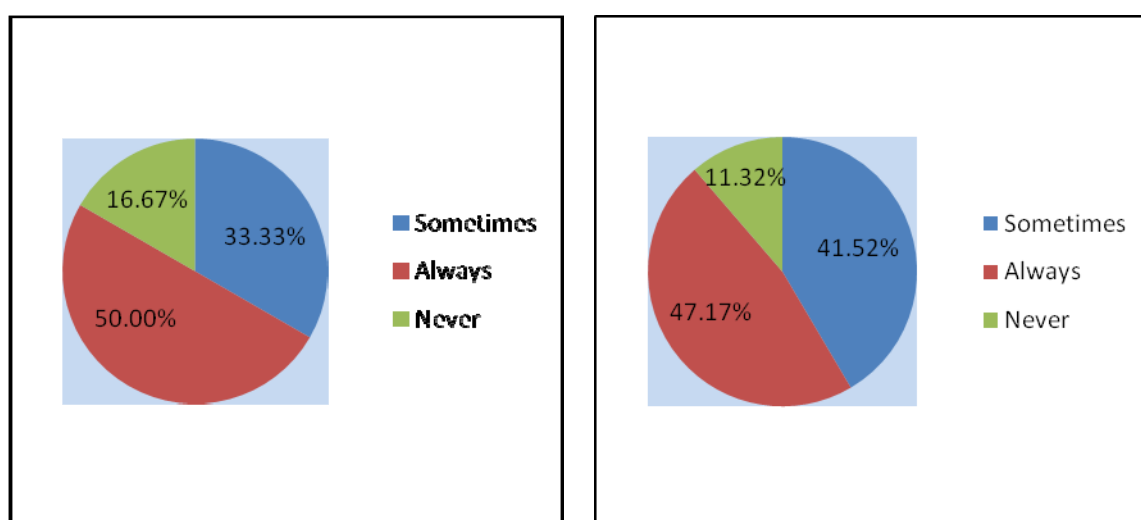 16.67%
33.33%
50.00%
Sometimes
Always
Never
11.32%
41.52%
47.17%
Sometimes
Always
Never